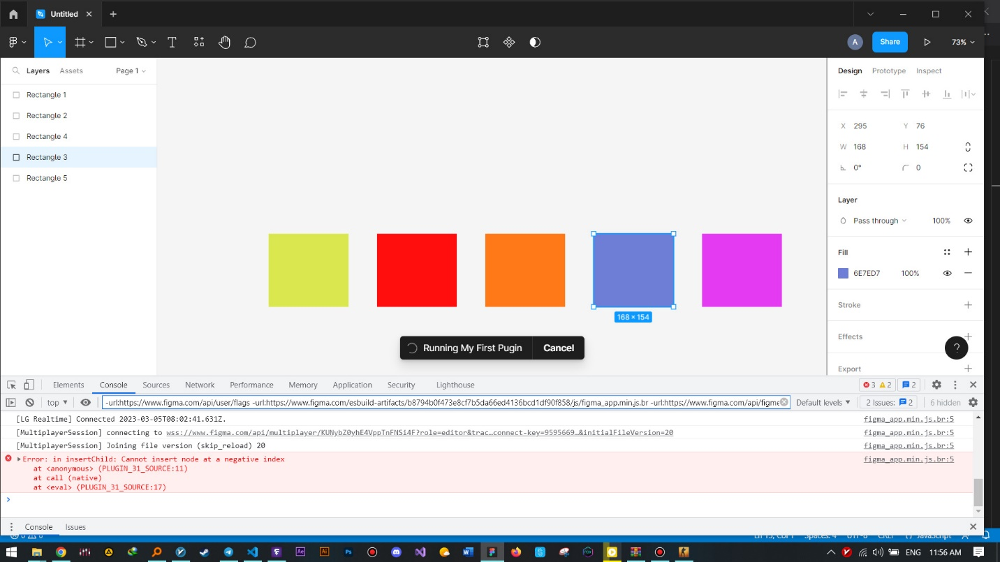 Untitled
A
Share
73%
Layers
Assets
Page 1
Design
Prototype
Inspect
Rectangle 1
Rectangle 2
Rectangle 4
Rectangle 3
Rectangle 5
X 295 Y 76
W 168 H 154
0° 0
Layer
Pass through 100%
Fill
6E7ED7 100%
Stroke
Effects
Export
?
168 × 154
Running My First Pugin Cancel
Elements Console Sources Network Performance Memory Application Security Lighthouse 3 2 2
top -url:https://www.figma.com/api/user/flags -url:https://www.figma.com/esbuild-artifacts/b8794b0f473e8cf7b5da66ed4136bcd1df90f858/js/figma_app.min.js.br -url:https://www.figma.com/api/figme Default levels 2 Issues: 2 6 hidden
[LG Realtime] Connected 2023-03-05T08:02:41.631Z. figma_app.min.js.br:5
[MultiplayerSession] connecting to wss://www.figma.com/api/multiplayer/KUNybZ0yhE4VppTnFNSi4F?role=editor&trac…connect-key=9595669…&initialFileVersion=20 figma_app.min.js.br:5
[MultiplayerSession] Joining file version (skip_reload) 20 figma_app.min.js.br:5
Error: in insertChild: Cannot insert node at a negative index figma_app.min.js.br:5
at <anonymous> (PLUGIN_31_SOURCE:11)
at call (native)
at <eval> (PLUGIN_31_SOURCE:17)
Console Issues
ENG 11:56 AM